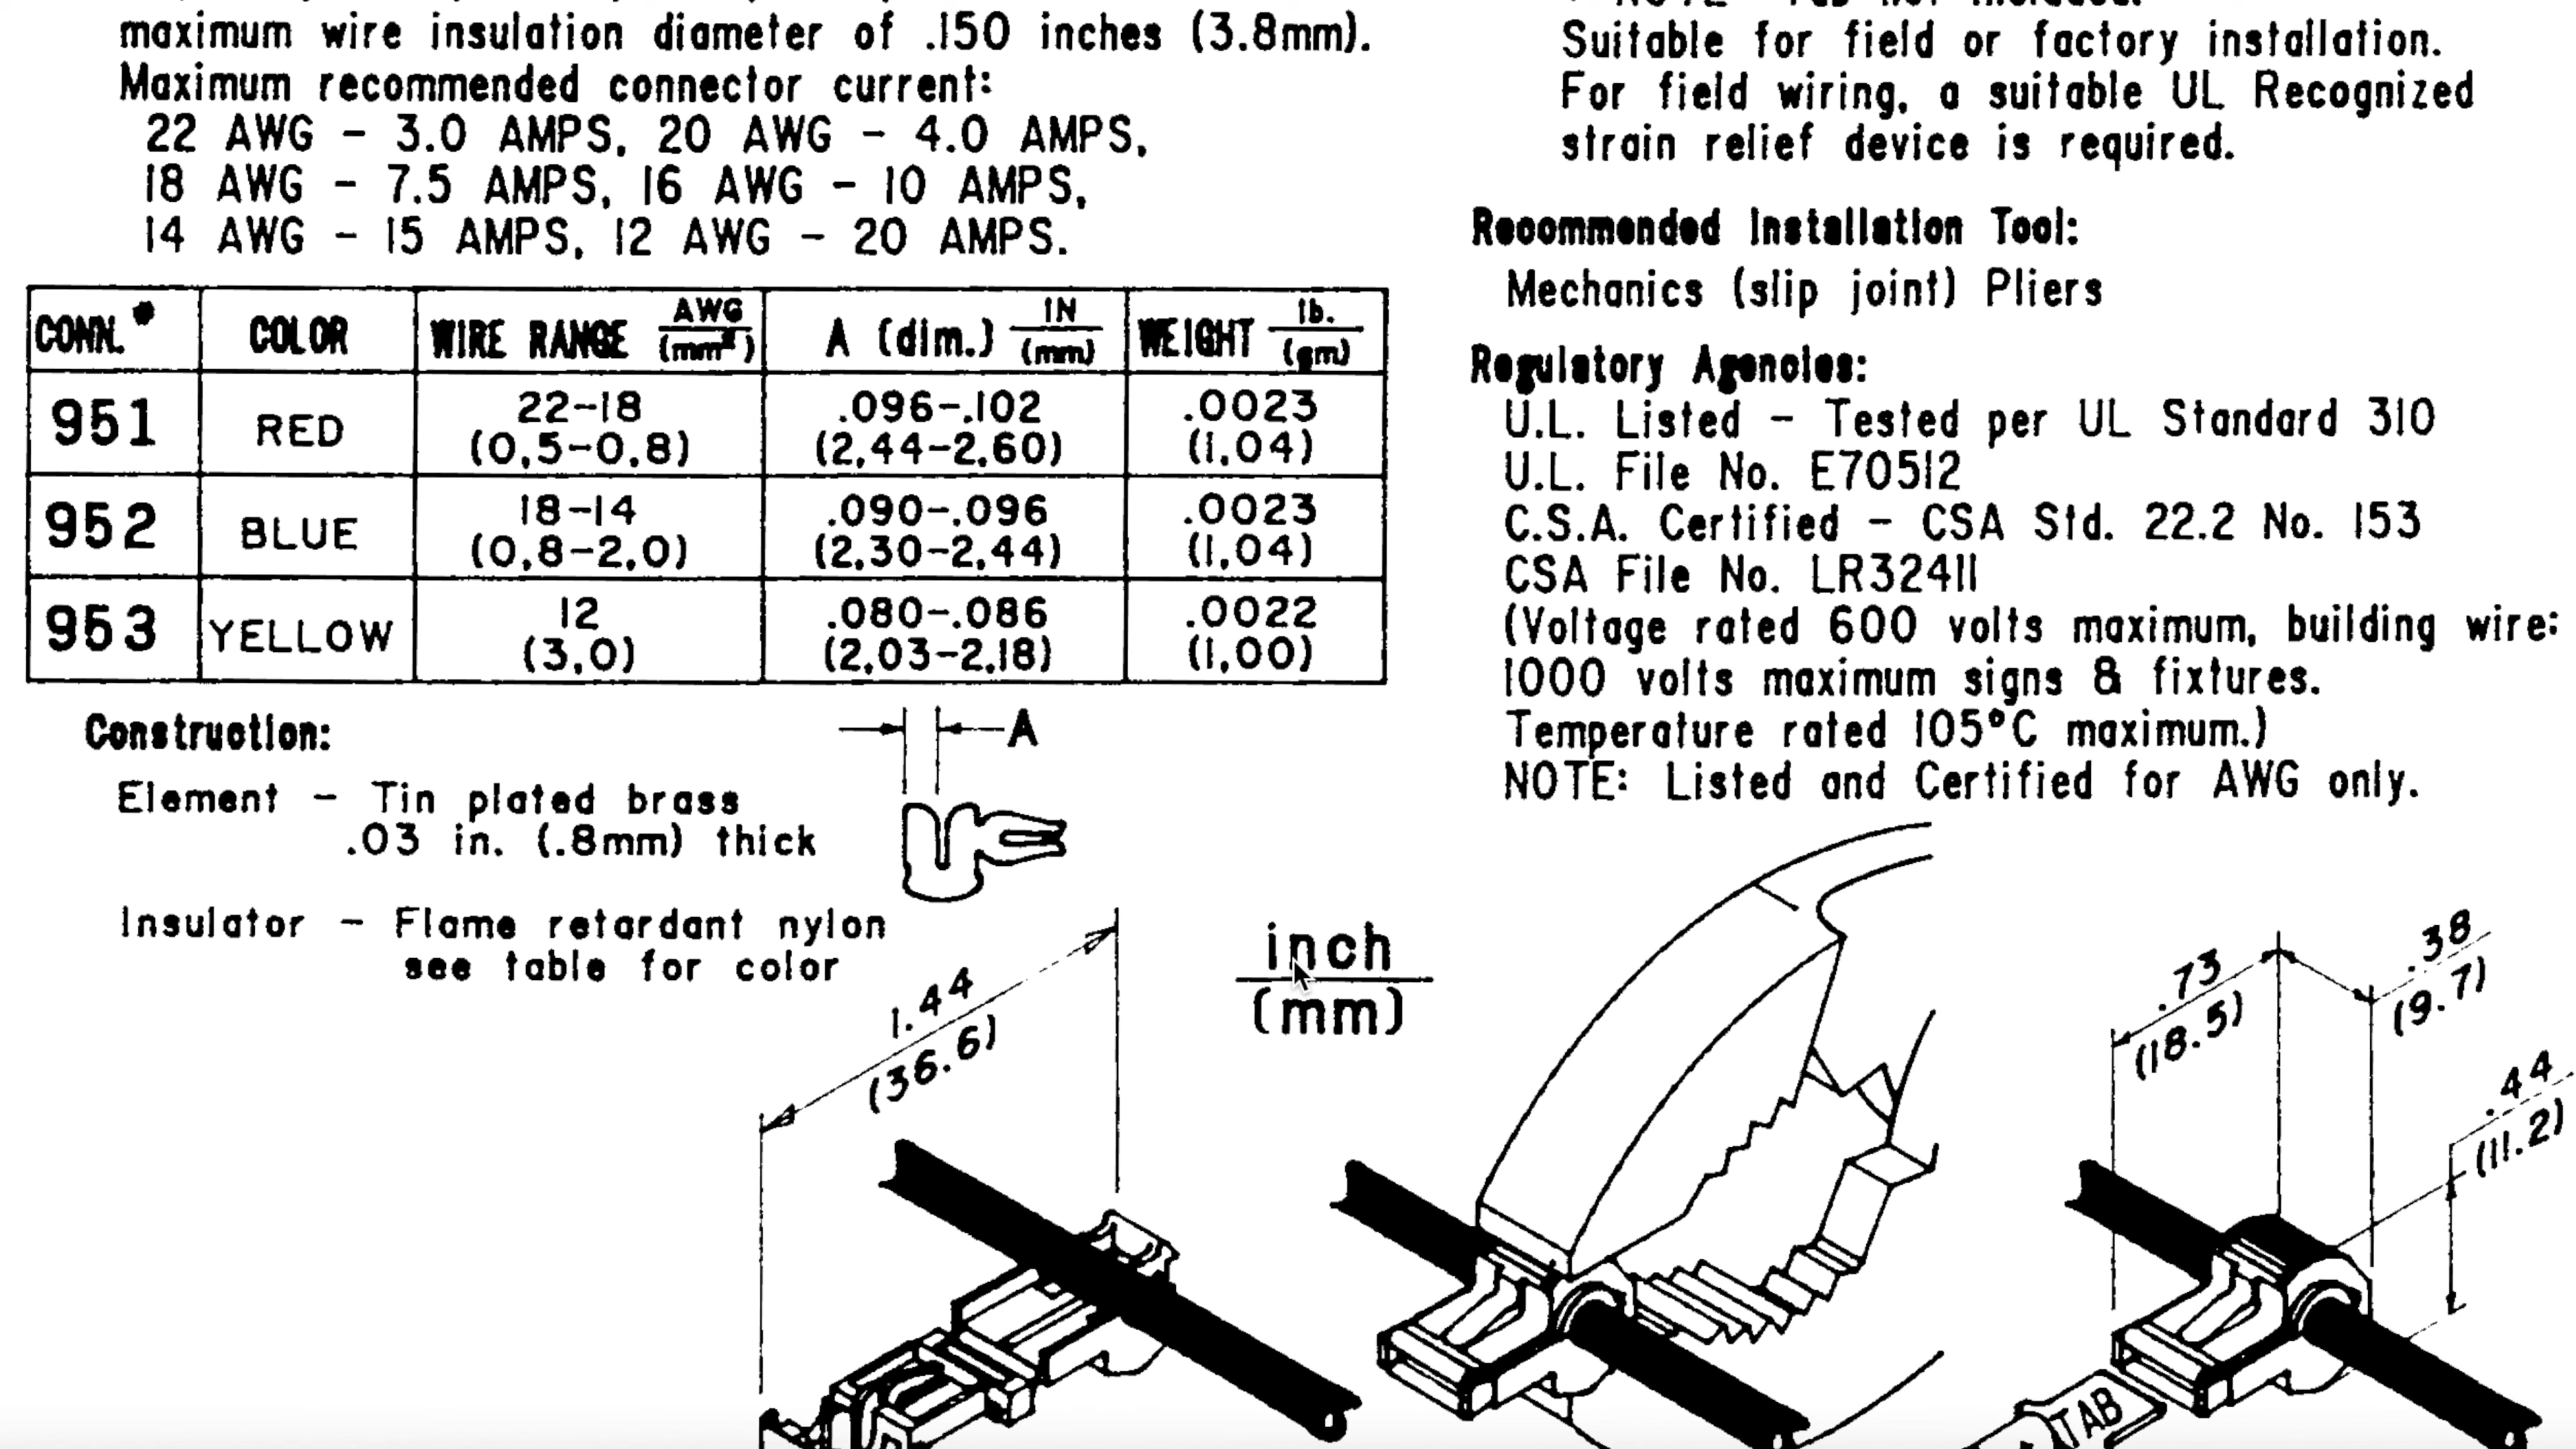 maximum wire insulation diameter of .150 inches (3.8mm).
Maximum recommended connector current:
22 AWG - 3.0 AMPS, 20 AWG - 4.0 AMPS,
18 AWG - 7.5 AMPS, 16 AWG - 10 AMPS,
14 AWG - 15 AMPS, 12 AWG - 20 AMPS.
CONN.* COLOR WIRE RANGE AWG (mm²) A (dim.) IN (mm) WEIGHT lb. (gm)
951 RED 22-18 .096-.102 .0023
(0,5-0,8) (2,44-2,60) (1,04)
952 BLUE 18-14 .090-.096 .0023
(0,8-2,0) (2,30-2,44) (1,04)
953 YELLOW 12 .080-.086 .0022
(3,0) (2,03-2,18) (1,00)
Construction:
A
Element - Tin plated brass
.03 in. (.8mm) thick
Insulator - Flame retardant nylon
see table for color
Suitable for field or factory installation.
For field wiring, a suitable UL Recognized
strain relief device is required.
Recommended Installation Tool:
Mechanics (slip joint) Pliers
Regulatory Agencies:
U.L. Listed - Tested per UL Standard 310
U.L. File No. E70512
C.S.A. Certified - CSA Std. 22.2 No. 153
CSA File No. LR32411
(Voltage rated 600 volts maximum, building wire:
1000 volts maximum signs & fixtures.
Temperature rated 105°C maximum.)
NOTE: Listed and Certified for AWG only.
inch
(mm)
1.44
(36.6)
.73
(18.5)
.38
(9.7)
.44
(11.2)
TAB